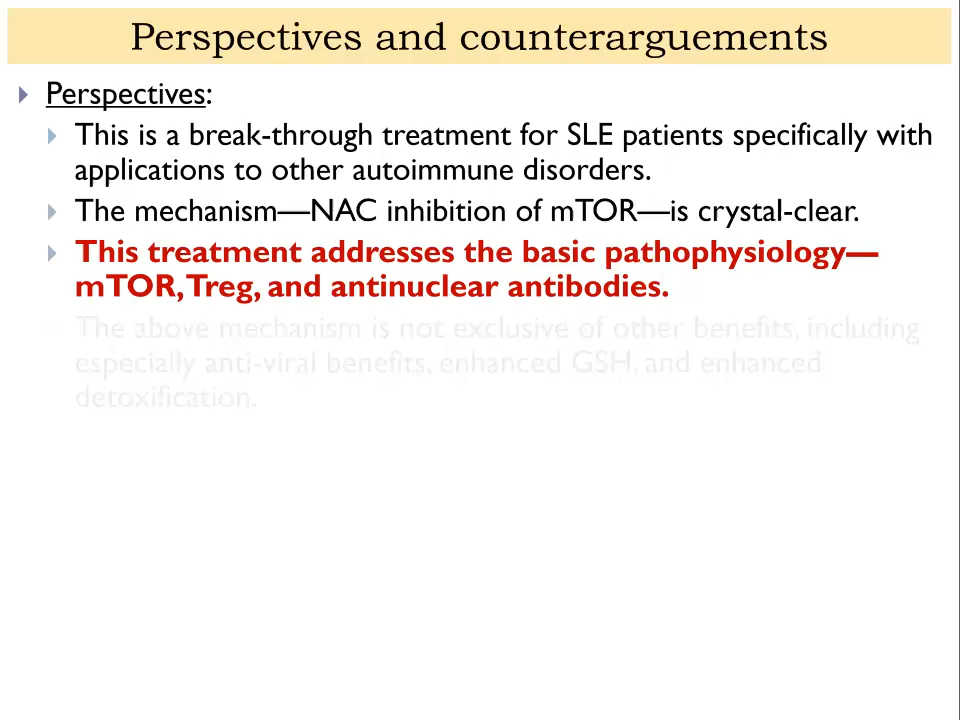 Perspectives and counterarguements
Perspectives:
This is a break-through treatment for SLE patients specifically with
applications to other autoimmune disorders.
The mechanism—NAC inhibition of mTOR—is crystal-clear.
This treatment addresses the basic pathophysiology—
mTOR, Treg, and antinuclear antibodies.
The above mechanism is not exclusive of other benefits, including
especially anti-viral benefits, enhanced GSH, and enhanced
detoxification.